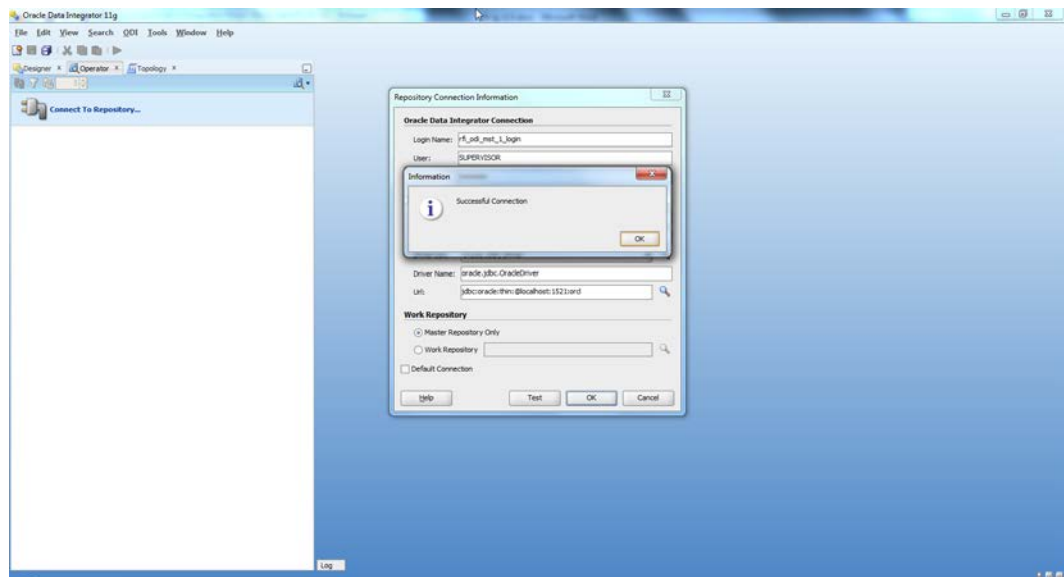 Oracle Data Integrator 11g
File Edit View Search ODI Tools Window Help
Designer Operator Topology
Connect To Repository...
Repository Connection Information
Oracle Data Integrator Connection
Login Name: rfi_odi_mst_1_login
User: SUPERVISOR
Information
Successful Connection
OK
Driver Name: oracle.jdbc.OracleDriver
Url: jdbc:oracle:thin:@localhost:1521:orcl
Work Repository
Master Repository Only
Work Repository
Default Connection
Help Test OK Cancel
Log